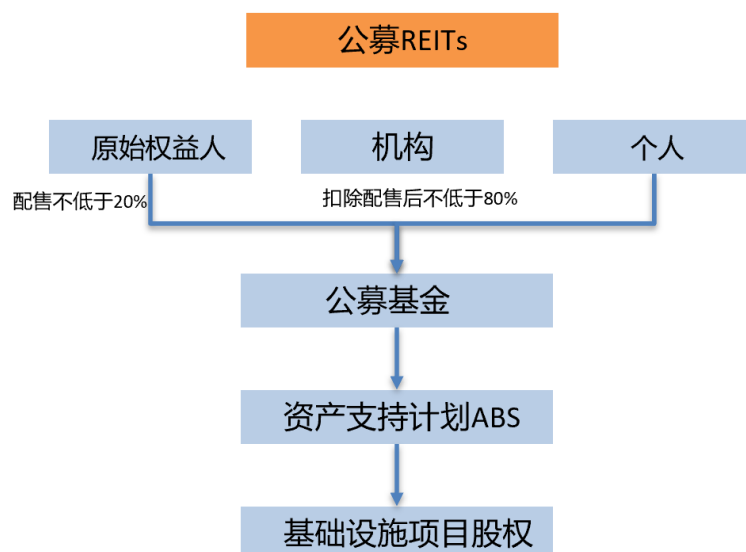 公募REITs
原始权益人
机构
个人
配售不低于20%
扣除配售后不低于80%
公募基金
资产支持计划ABS
基础设施项目股权